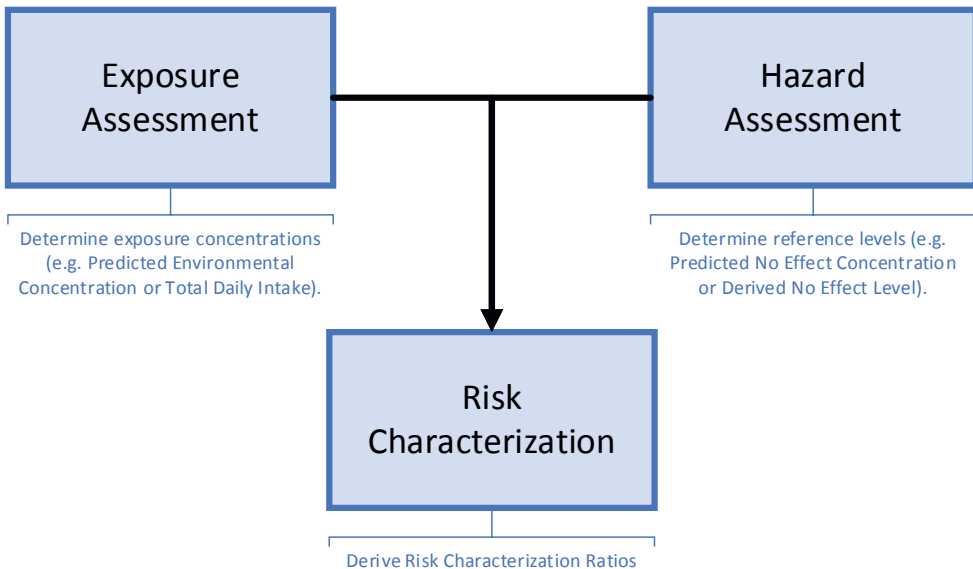 Exposure
Assessment
Hazard
Assessment
Determine exposure concentrations
(e.g. Predicted Environmental
Concentration or Total Daily Intake).
Determine reference levels (e.g.
Predicted No Effect Concentration
or Derived No Effect Level).
Risk
Characterization
Derive Risk Characterization Ratios